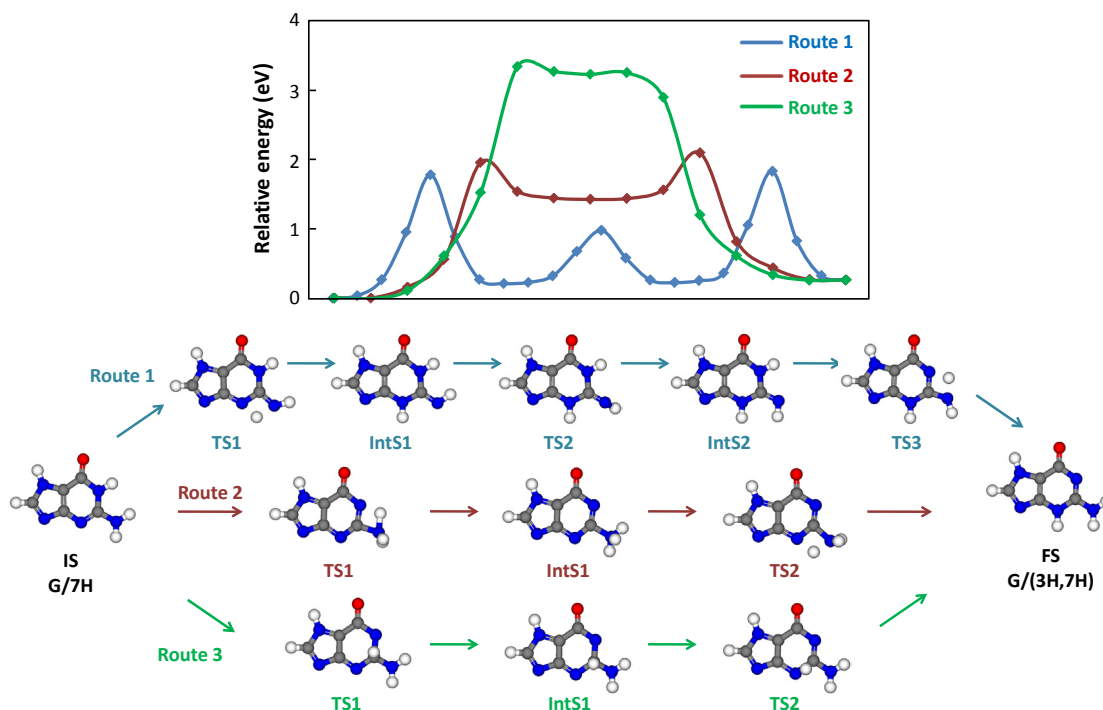 4
3
2
1
0
Relative energy (eV)
Route 1
Route 2
Route 3
Route 1
TS1
IntS1
TS2
IntS2
TS3
IS
G/7H
Route 2
TS1
IntS1
TS2
FS
G/(3H,7H)
Route 3
TS1
IntS1
TS2